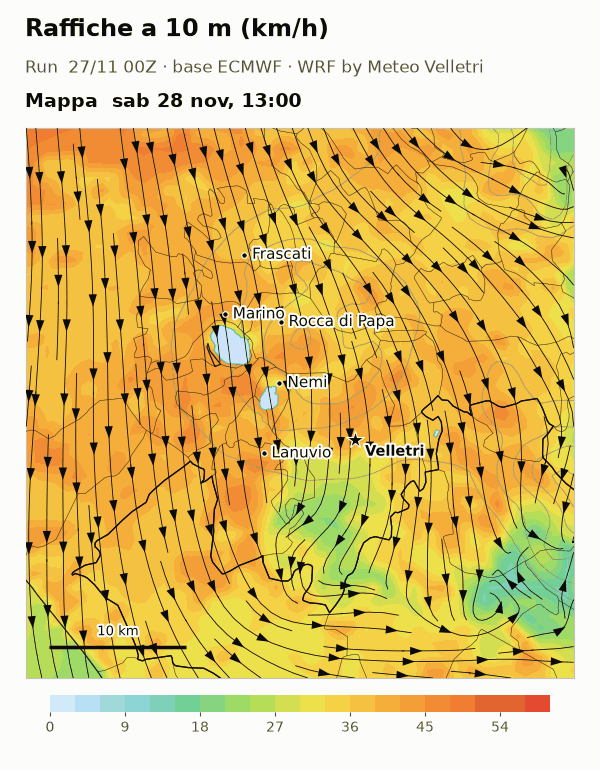 Raffiche a 10 m (km/h)
Run 27/11 00Z · base ECMWF · WRF by Meteo Velletri
Mappa sab 28 nov, 13:00
Frascati
Marino
Rocca di Papa
Nemi
Velletri
Lanuvio
10 km
0 9 18 27 36 45 54